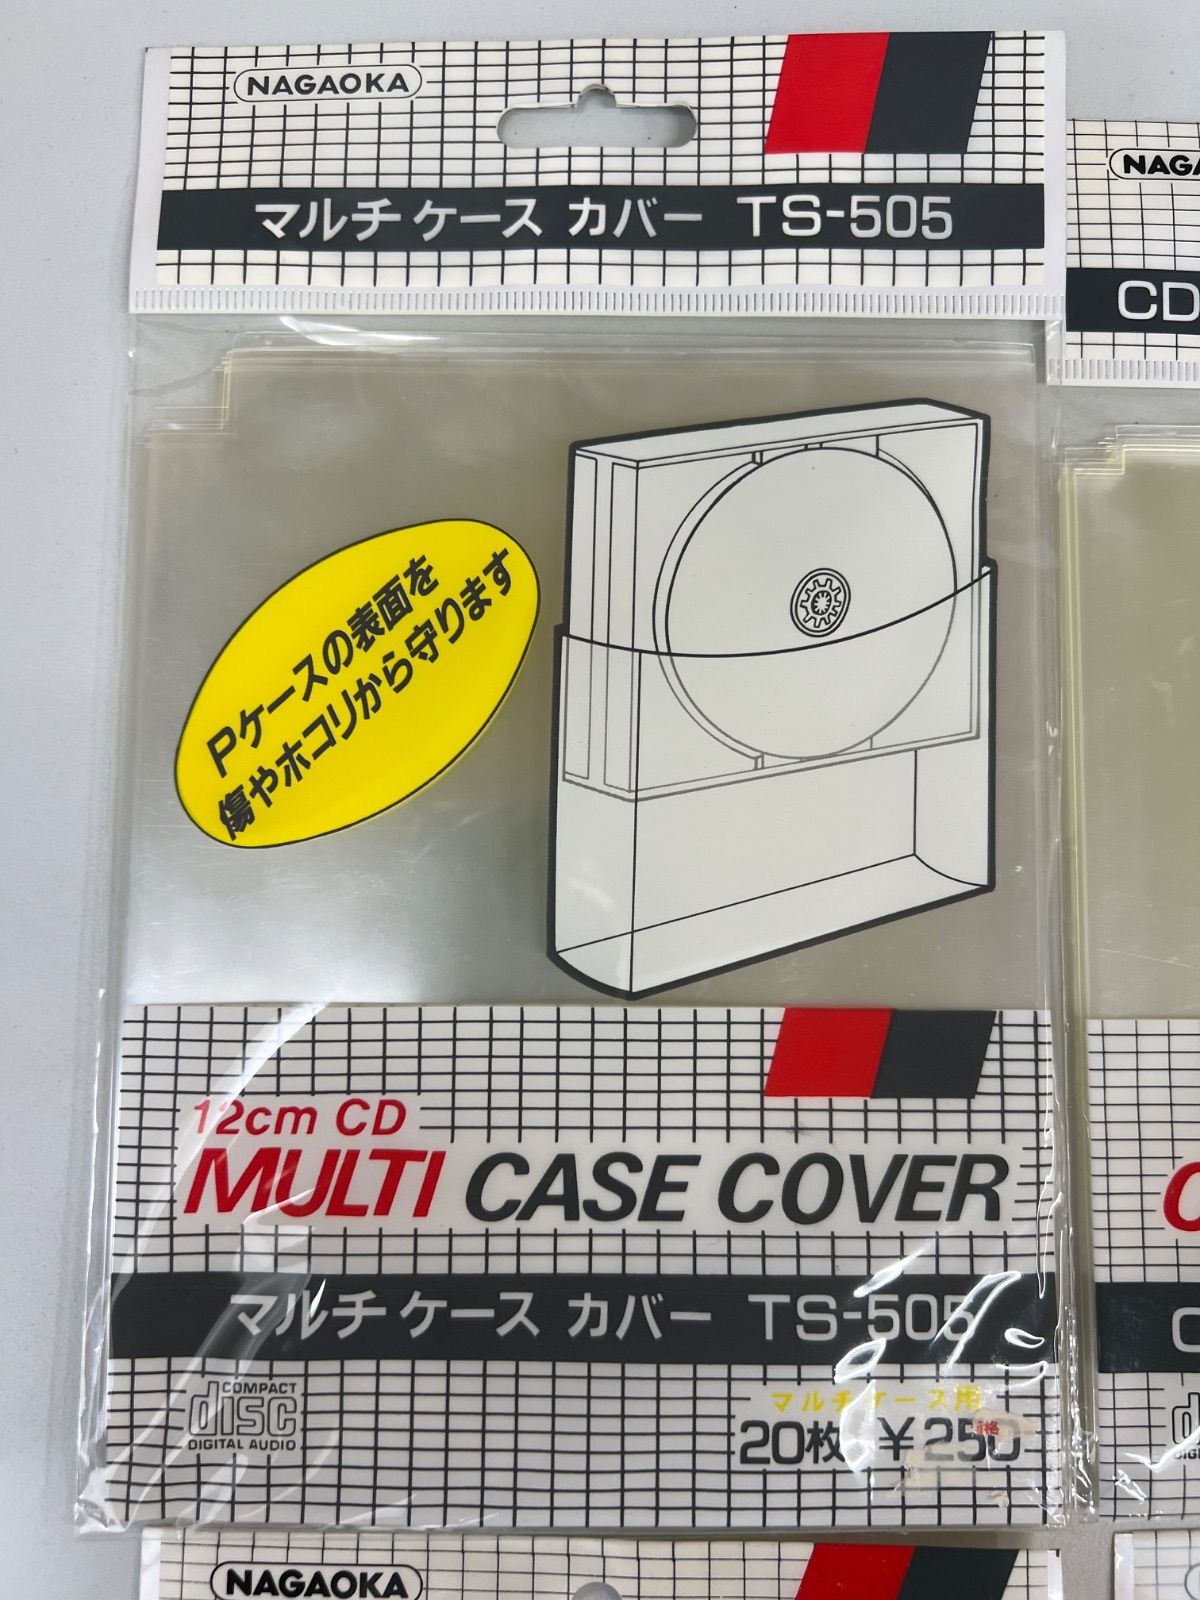 NAGAOKA
マルチケース カバー TS-505
Pケースの表面を
傷やホコリから守ります
12cm CD
MULTI CASE COVER
マルチケース カバー TS-505
COMPACT
disc
DIGITAL AUDIO
マルチケース用
20枚 ¥250
NAGAOKA
CD
NAGAOKA